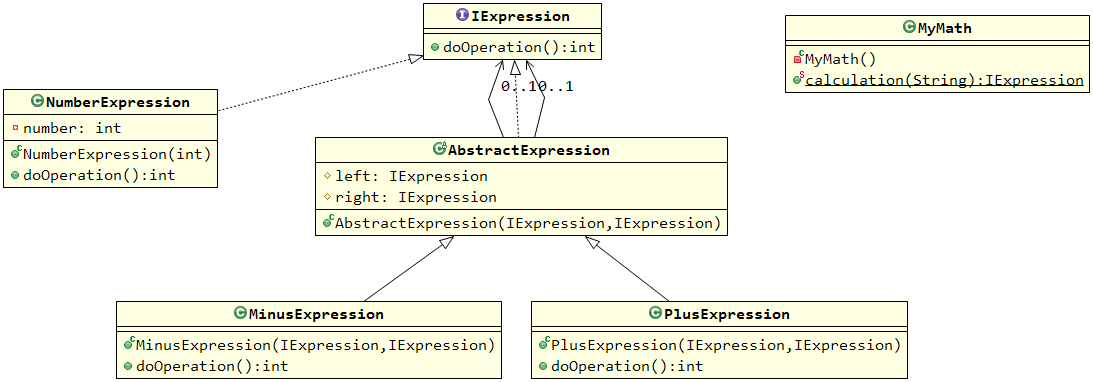 IExpression
doOperation():int
MyMath
MyMath()
calculation(String):IExpression
0..1
0..1
NumberExpression
number: int
NumberExpression(int)
doOperation():int
AbstractExpression
left: IExpression
right: IExpression
AbstractExpression(IExpression,IExpression)
MinusExpression
MinusExpression(IExpression,IExpression)
doOperation():int
PlusExpression
PlusExpression(IExpression,IExpression)
doOperation():int